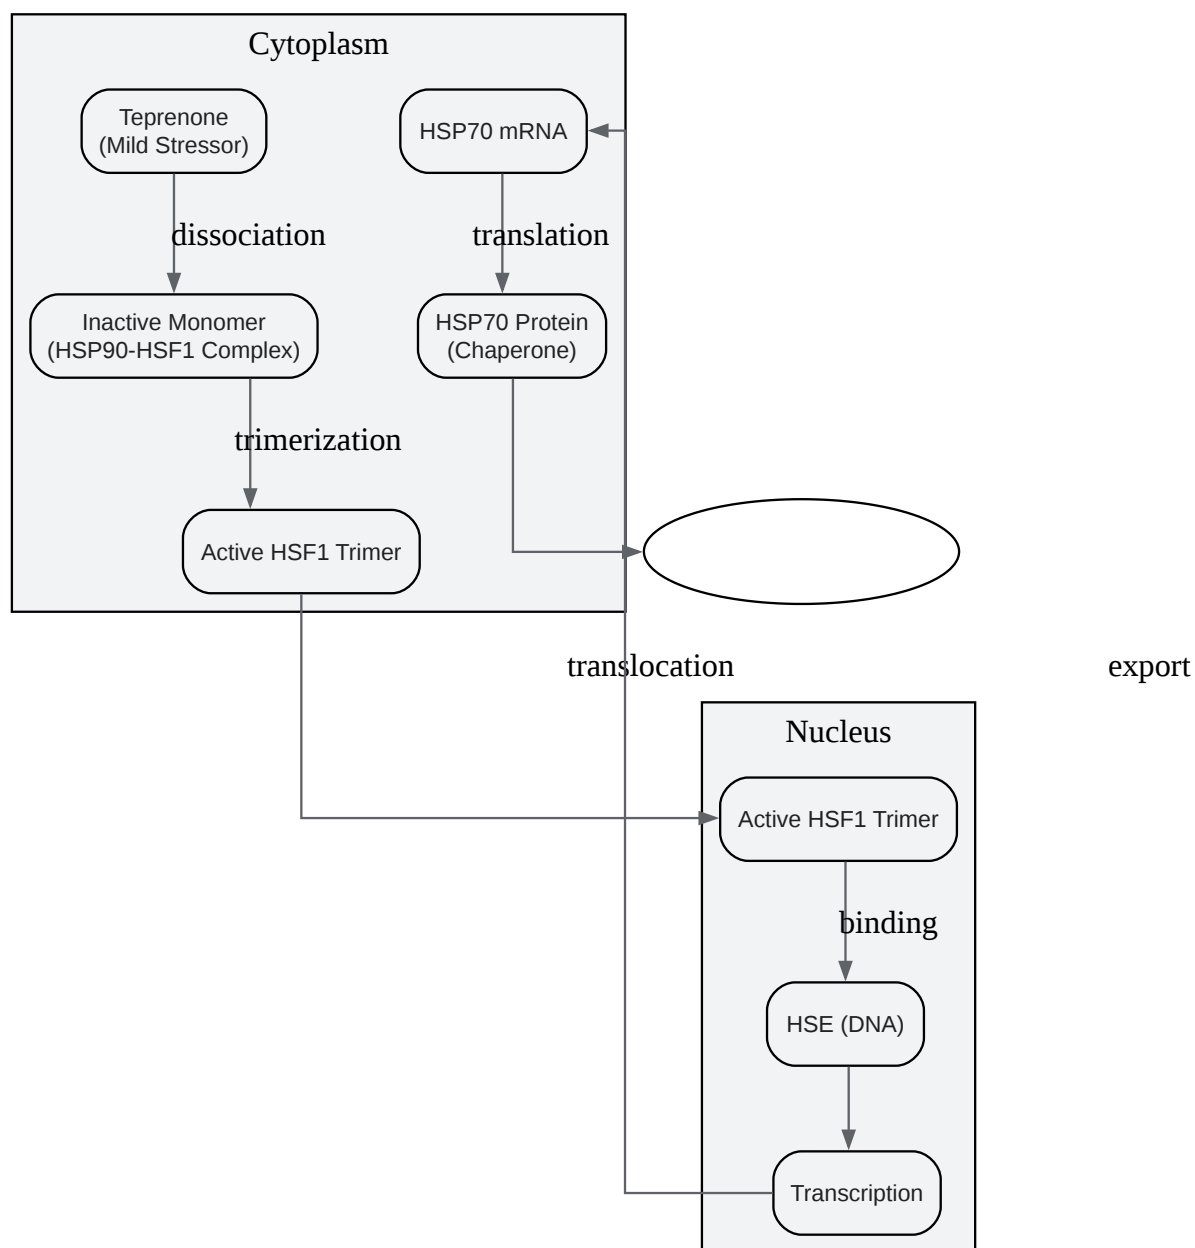 Cytoplasm
Teprenone
(Mild Stressor)
HSP70 mRNA
dissociation
translation
Inactive Monomer
(HSP90-HSF1 Complex)
HSP70 Protein
(Chaperone)
trimerization
Active HSF1 Trimer
translocation
export
Nucleus
Active HSF1 Trimer
binding
HSE (DNA)
Transcription